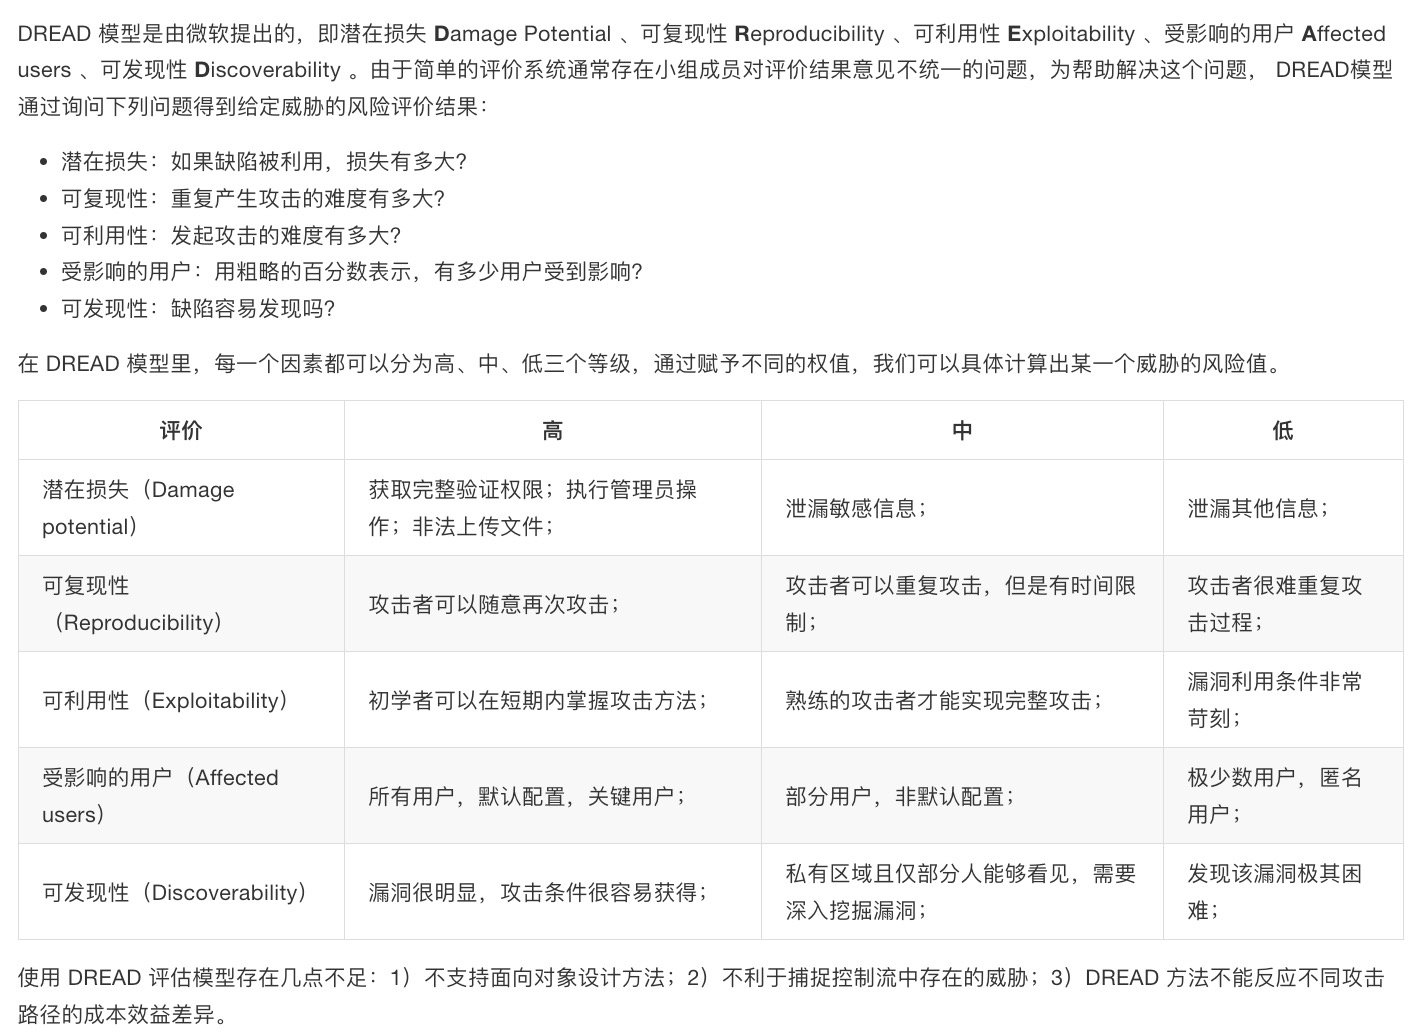 DREAD 模型是由微软提出的，即潜在损失 Damage Potential 、可复现性 Reproducibility 、可利用性 Exploitability 、受影响的用户 Affected
users 、可发现性 Discoverability 。由于简单的评价系统通常存在小组成员对评价结果意见不统一的问题，为帮助解决这个问题， DREAD模型
通过询问下列问题得到给定威胁的风险评价结果：
• 潜在损失：如果缺陷被利用，损失有多大？
• 可复现性：重复产生攻击的难度有多大？
• 可利用性：发起攻击的难度有多大？
• 受影响的用户：用粗略的百分数表示，有多少用户受到影响？
• 可发现性：缺陷容易发现吗？
在 DREAD 模型里，每一个因素都可以分为高、中、低三个等级，通过赋予不同的权值，我们可以具体计算出某一个威胁的风险值。
评价 高 中 低
潜在损失（Damage
potential）
获取完整验证权限；执行管理员操
作；非法上传文件；
泄漏敏感信息；
泄漏其他信息；
可复现性
（Reproducibility）
攻击者可以随意再次攻击；
攻击者可以重复攻击，但是有时间限
制；
攻击者很难重复攻
击过程；
可利用性（Exploitability）
初学者可以在短期内掌握攻击方法；
熟练的攻击者才能实现完整攻击；
漏洞利用条件非常
苛刻；
受影响的用户（Affected
users）
所有用户，默认配置，关键用户；
部分用户，非默认配置；
极少数用户，匿名
用户；
可发现性（Discoverability）
漏洞很明显，攻击条件很容易获得；
私有区域且仅部分人能够看见，需要
深入挖掘漏洞；
发现该漏洞极其困
难；
使用 DREAD 评估模型存在几点不足：1）不支持面向对象设计方法；2）不利于捕捉控制流中存在的威胁；3）DREAD 方法不能反应不同攻击
路径的成本效益差异。